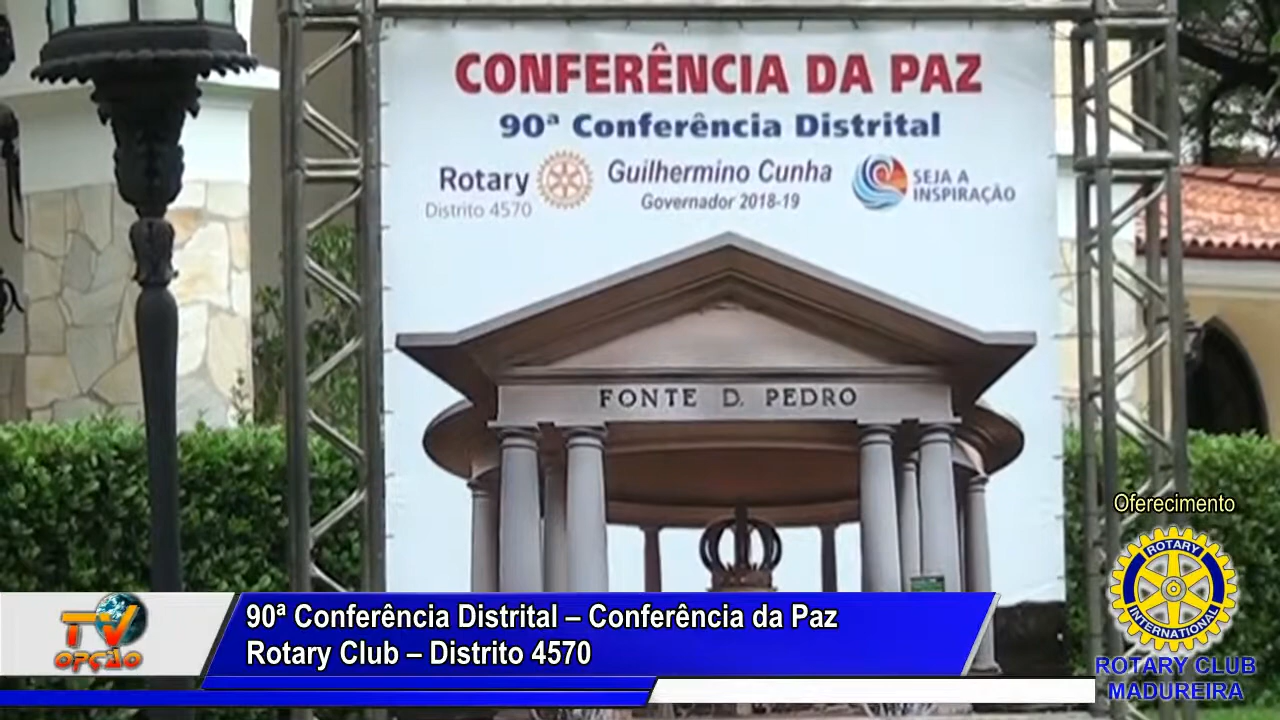 CONFERÊNCIA DA PAZ
90ª Conferência Distrital
Rotary
Distrito 4570
Guilhermino Cunha
Governador 2018-19
SEJA A
INSPIRAÇÃO
FONTE D. PEDRO
Oferecimento
ROTARY
INTERNATIONAL
ROTARY CLUB
MADUREIRA
TV
OPÇÃO
90ª Conferência Distrital – Conferência da Paz
Rotary Club – Distrito 4570